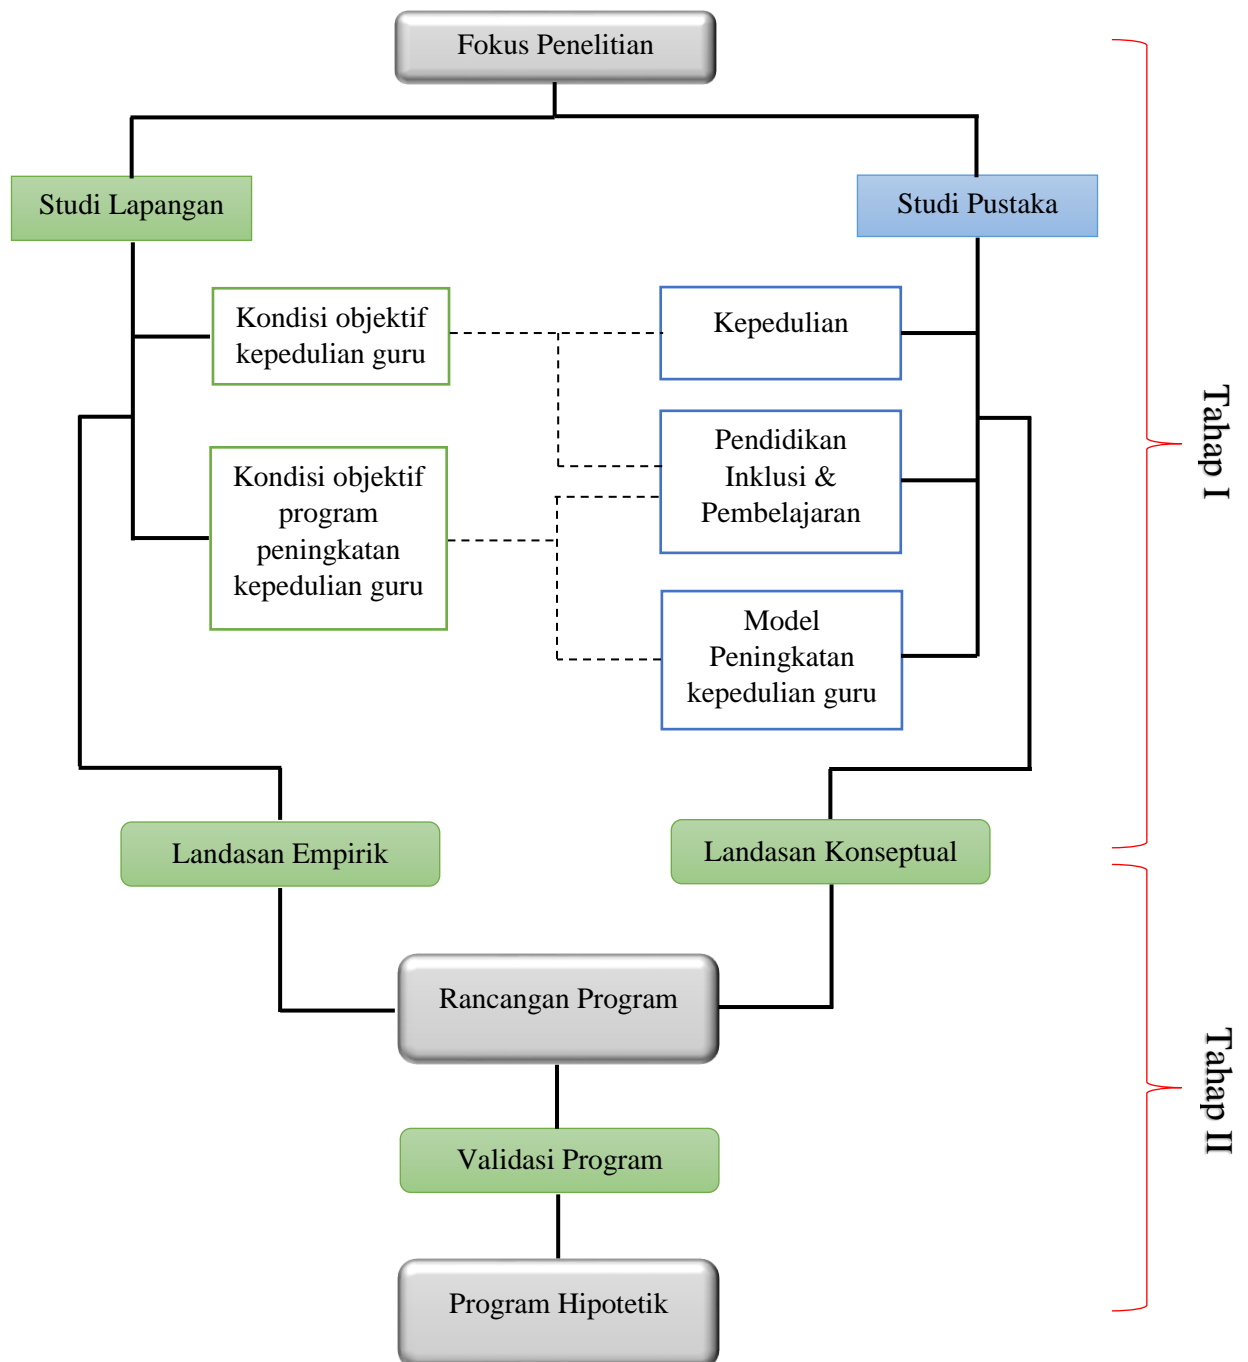 Fokus Penelitian
Studi Lapangan
Studi Pustaka
Kondisi objektif
kepedulian guru
Kepedulian
Kondisi objektif
program
peningkatan
kepedulian guru
Pendidikan
Inklusi &
Pembelajaran
Model
Peningkatan
kepedulian guru
Tahap I
Landasan Empirik
Landasan Konseptual
Rancangan Program
Validasi Program
Program Hipotetik
Tahap II